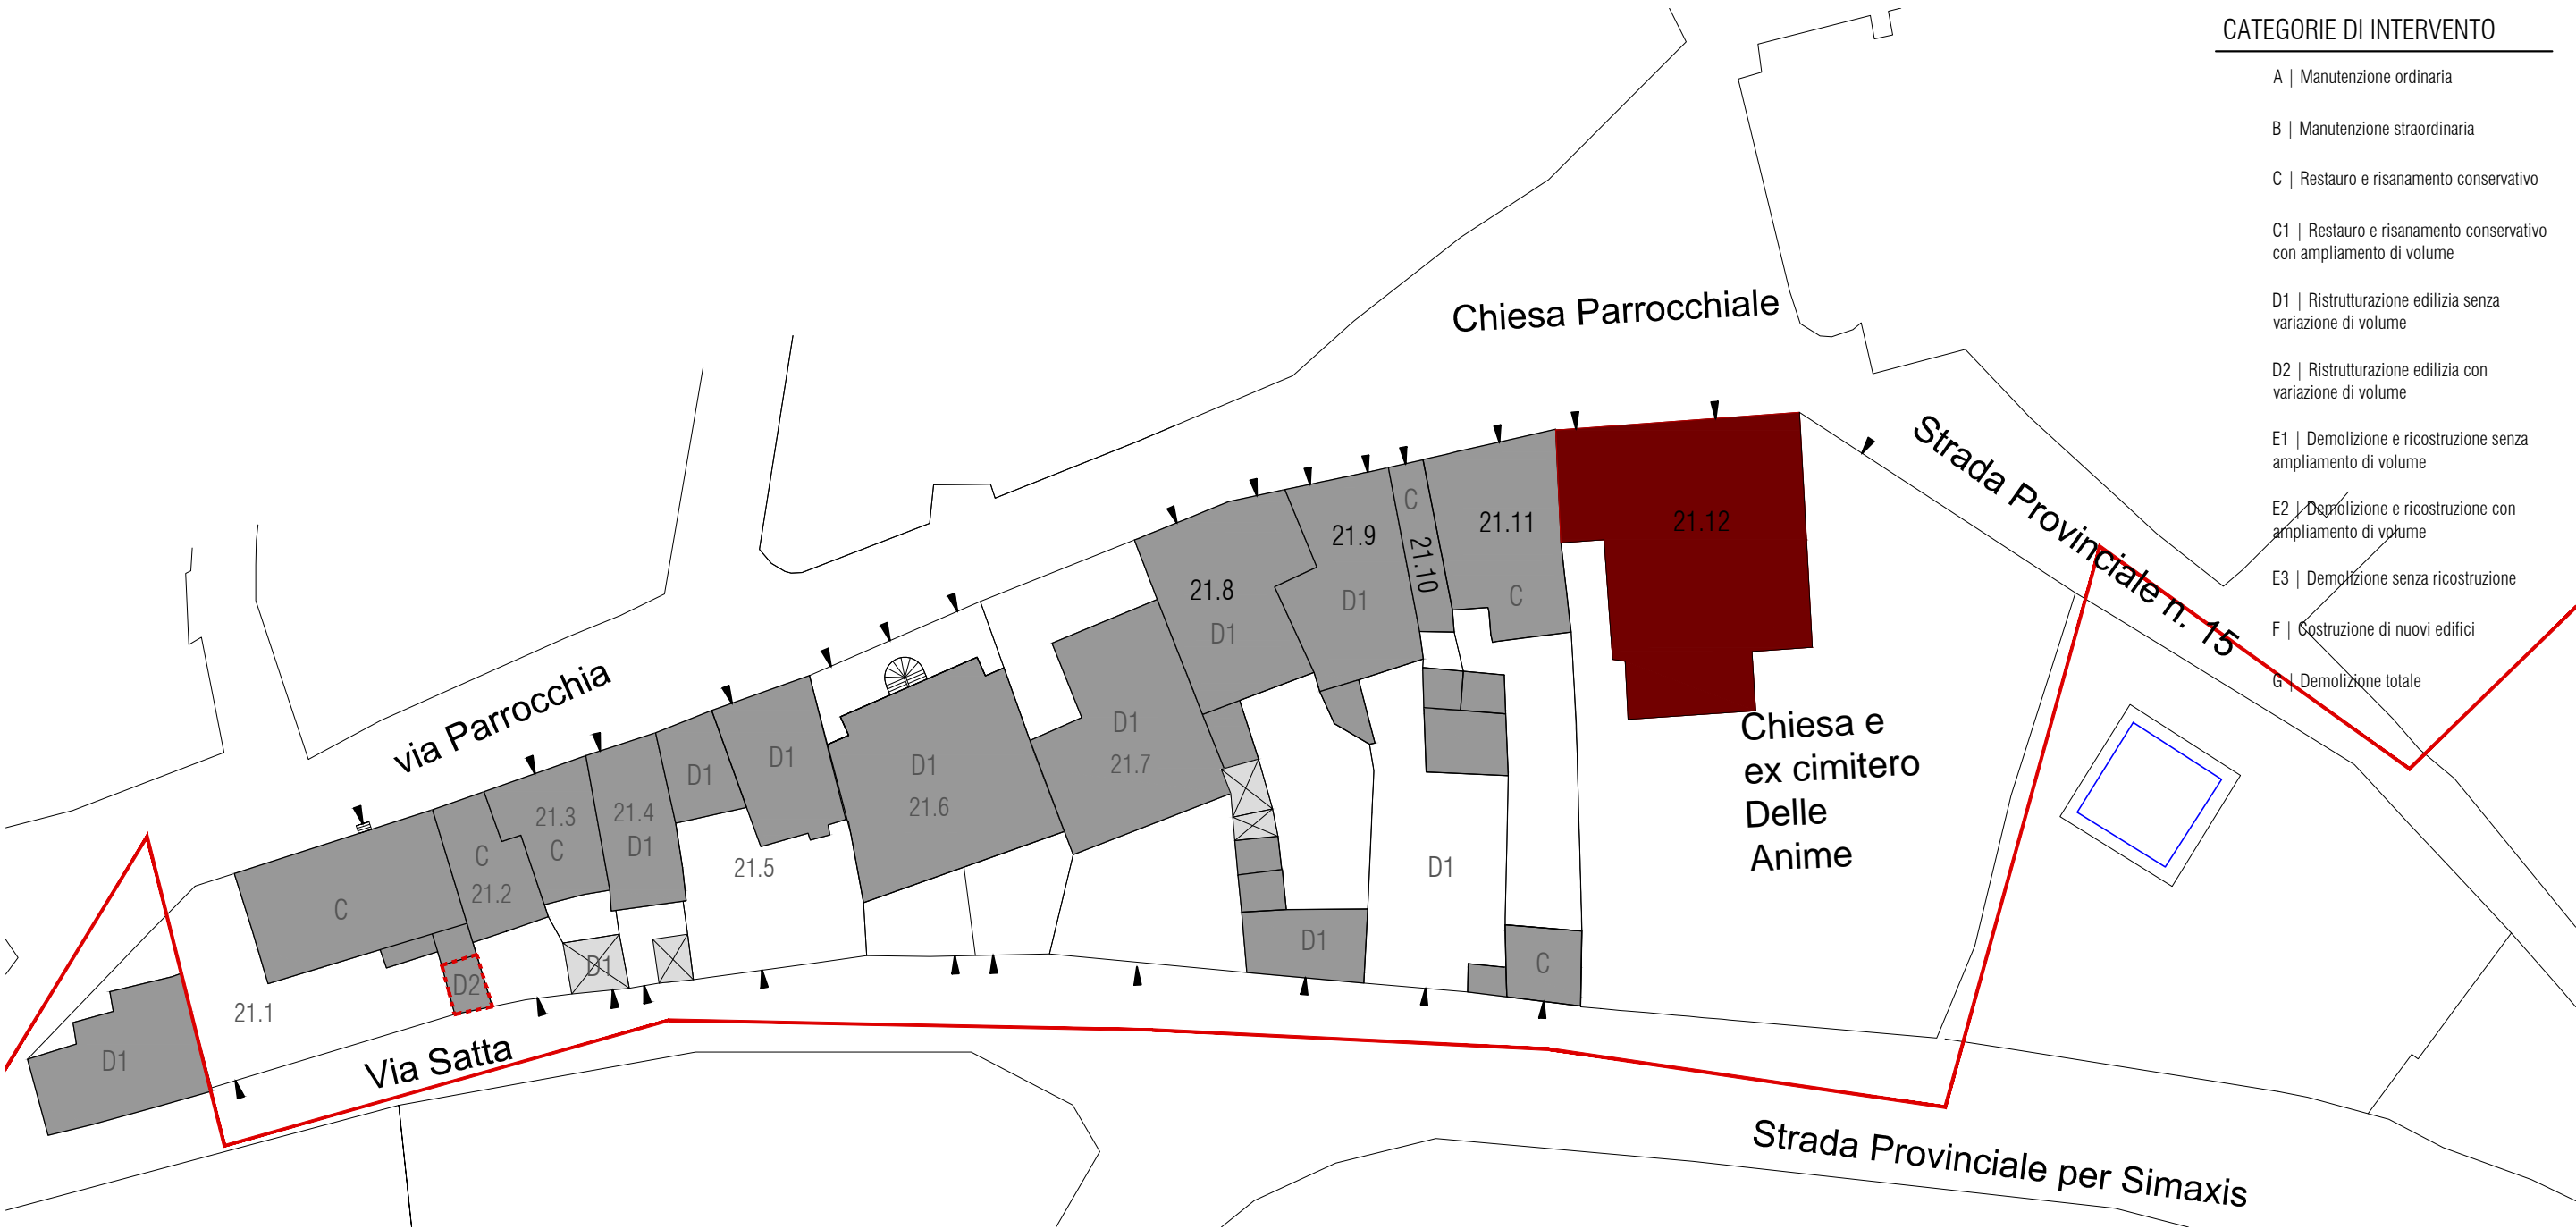 CATEGORIE DI INTERVENTO
A | Manutenzione ordinaria
B | Manutenzione straordinaria
C | Restauro e risanamento conservativo
C1 | Restauro e risanamento conservativo
con ampliamento di volume
D1 | Ristrutturazione edilizia senza
variazione di volume
D2 | Ristrutturazione edilizia con
variazione di volume
E1 | Demolizione e ricostruzione senza
ampliamento di volume
E2 | Demolizione e ricostruzione con
ampliamento di volume
E3 | Demolizione senza ricostruzione
F | Costruzione di nuovi edifici
G | Demolizione totale
Chiesa Parrocchiale
Strada Provinciale n. 15
via Parrocchia
21.12
21.11
C
C
21.10
21.9
D1
21.8
D1
D1
21.7
D1
21.6
D1
D1
21.5
21.4
D1
21.3
C
C
21.2
C
D1
D2
21.1
D1
D1
D1
C
Chiesa e
ex cimitero
Delle
Anime
Via Satta
Strada Provinciale per Simaxis